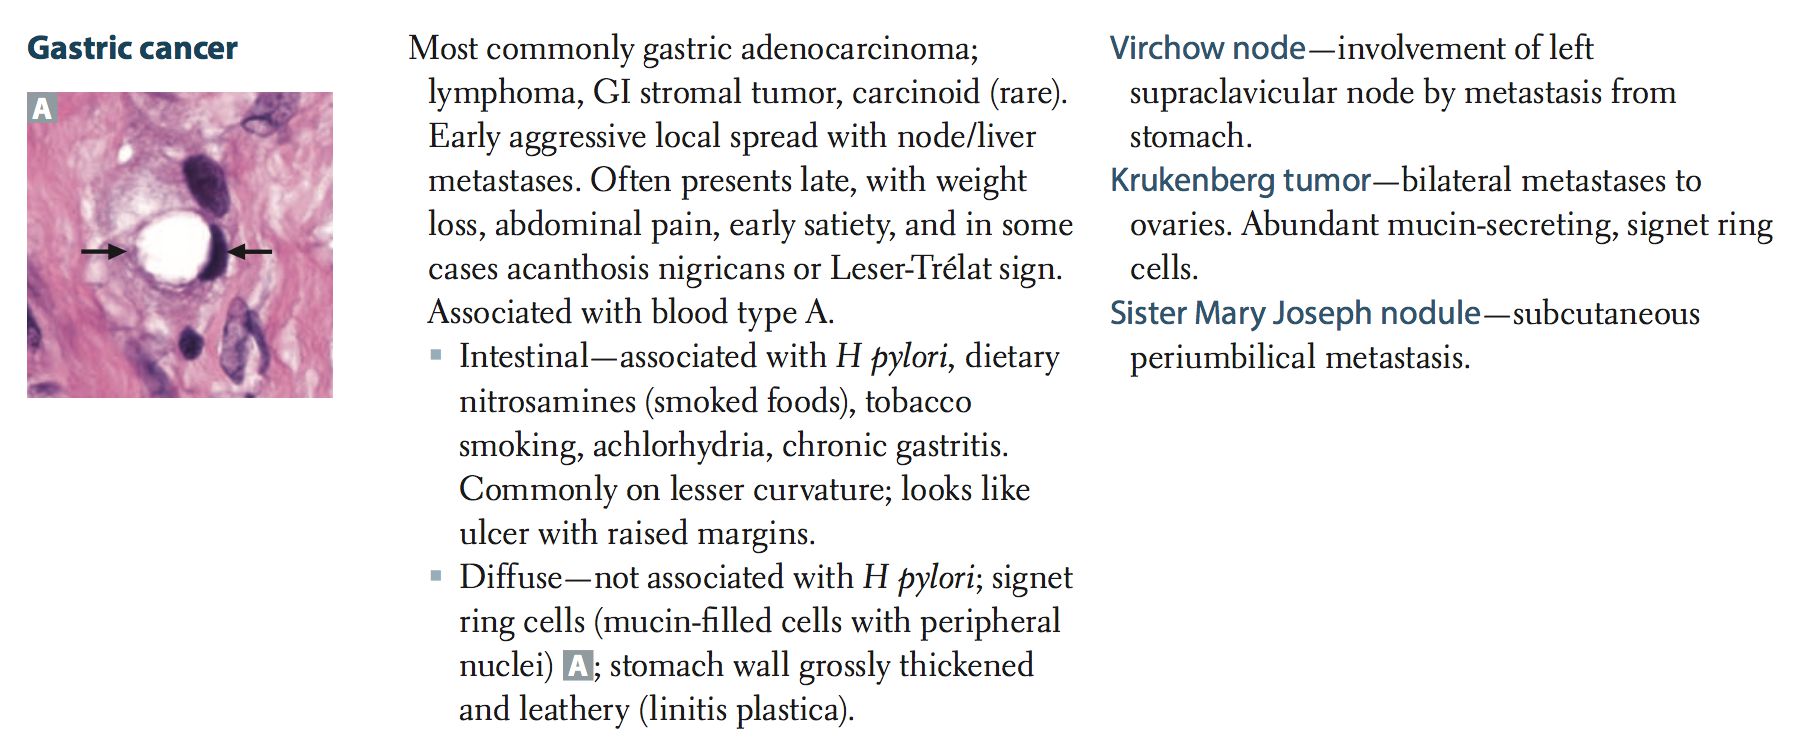 Gastric cancer
A
Most commonly gastric adenocarcinoma;
lymphoma, GI stromal tumor, carcinoid (rare).
Early aggressive local spread with node/liver
metastases. Often presents late, with weight
loss, abdominal pain, early satiety, and in some
cases acanthosis nigricans or Leser-Trélat sign.
Associated with blood type A.
▪ Intestinal—associated with H pylori, dietary
nitrosamines (smoked foods), tobacco
smoking, achlorhydria, chronic gastritis.
Commonly on lesser curvature; looks like
ulcer with raised margins.
▪ Diffuse—not associated with H pylori; signet
ring cells (mucin-filled cells with peripheral
nuclei) A; stomach wall grossly thickened
and leathery (linitis plastica).
Virchow node—involvement of left
supraclavicular node by metastasis from
stomach.
Krukenberg tumor—bilateral metastases to
ovaries. Abundant mucin-secreting, signet ring
cells.
Sister Mary Joseph nodule—subcutaneous
periumbilical metastasis.